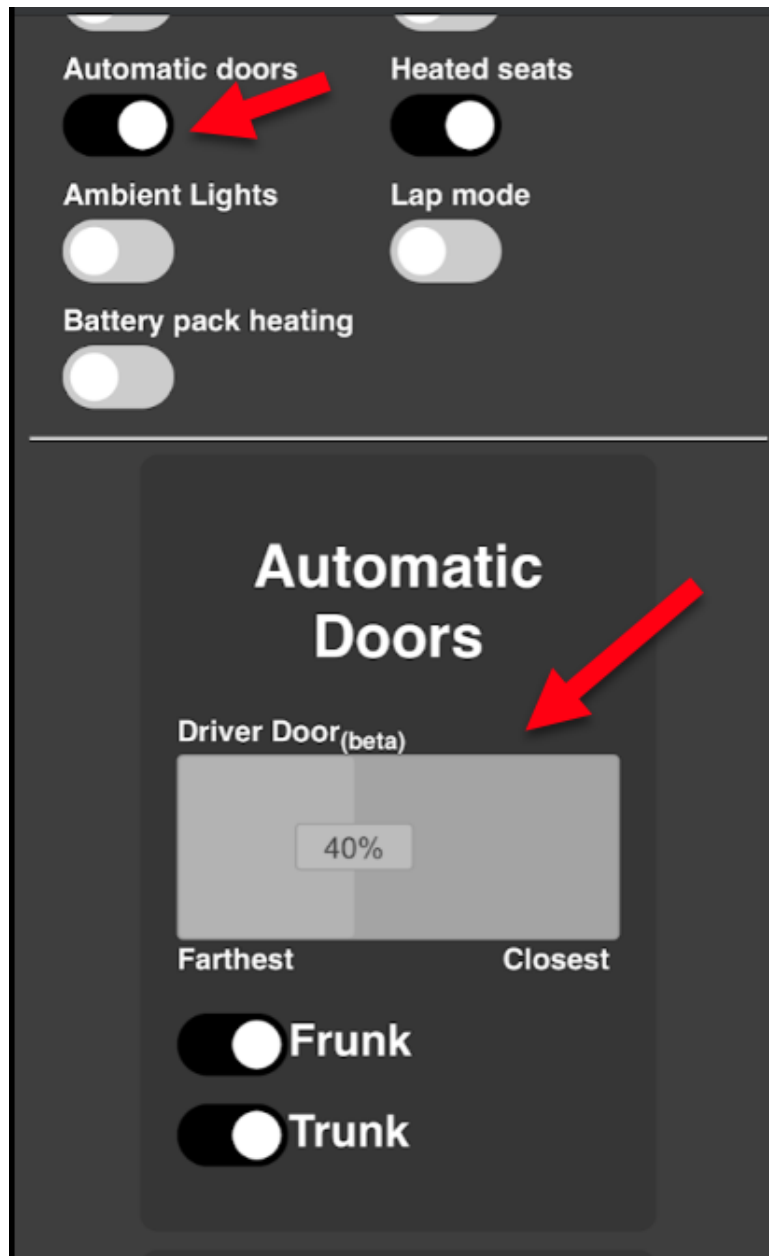 Automatic doors Heated seats
Ambient Lights Lap mode
Battery pack heating
Automatic
Doors
Driver Door(beta)
40%
Farthest Closest
Frunk
Trunk